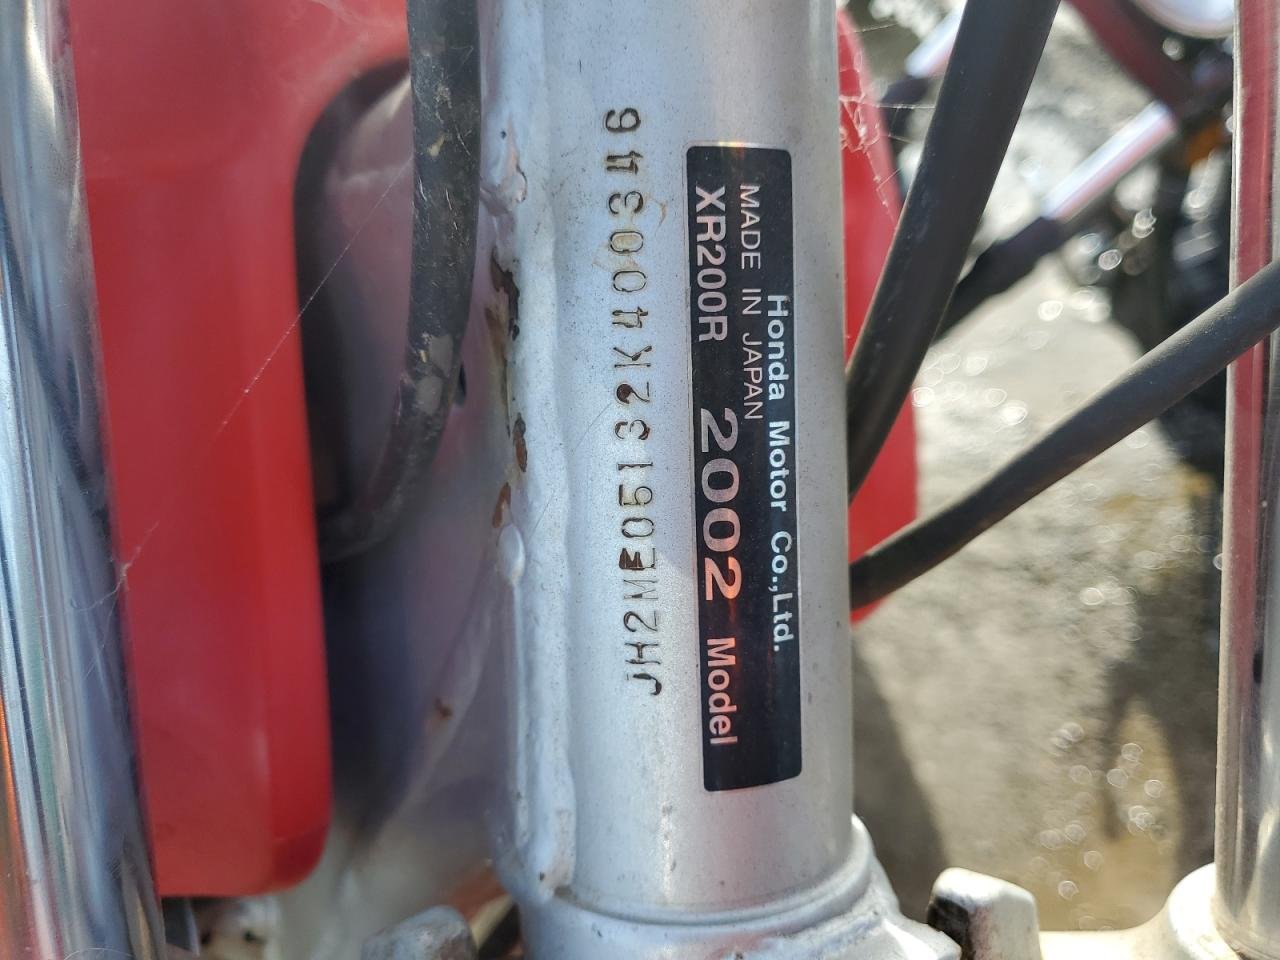 Honda Motor Co.,Ltd.
MADE IN JAPAN
XR200R 2002 Model
JH2ME05132K400346